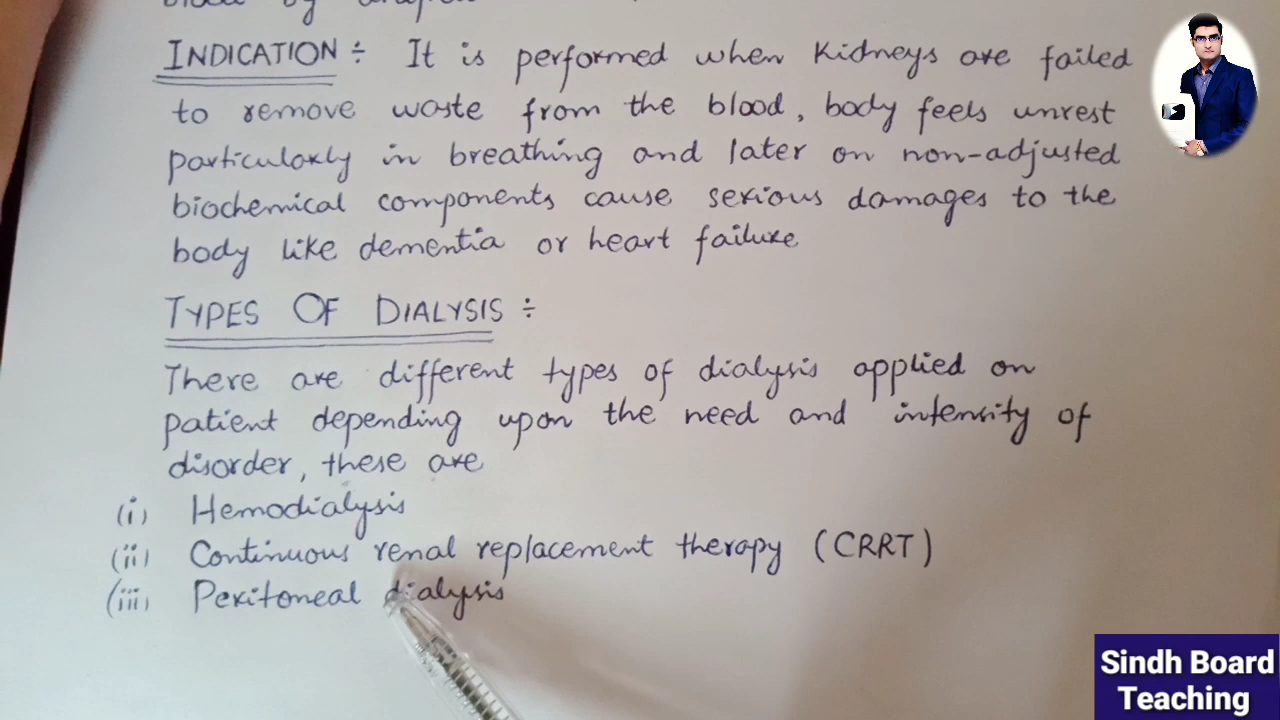 blood by
INDICATION ÷ It is performed when Kidneys are failed
to remove waste from the blood, body feels unrest
particularly in breathing and later on non-adjusted
biochemical components cause serious damages to the
body like dementia or heart failure
TYPES OF DIALYSIS ÷
There are different types of dialysis applied on
patient depending upon the need and intensity of
disorder, these are
(i) Hemodialysis
(ii) Continuous renal replacement therapy (CRRT)
(iii) Peritoneal dialysis
Sindh Board
Teaching